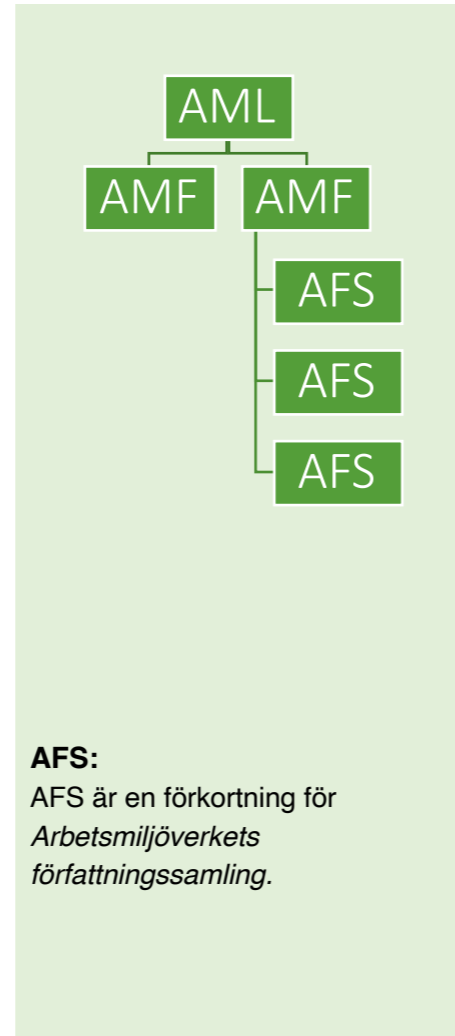 AML
AMF AMF
AFS
AFS
AFS
AFS:
AFS är en förkortning för
Arbetsmiljöverkets
författningssamling.